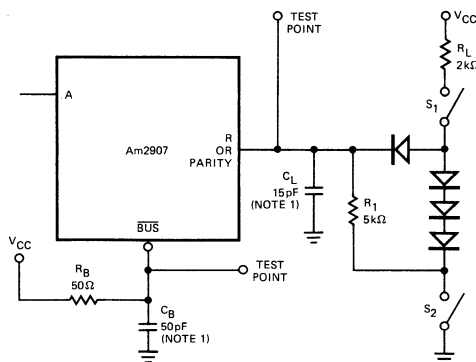 TEST
POINT
VCC
RL
2kΩ
S1
A
Am2907
R
OR
PARITY
CL
15pF
(NOTE 1)
R1
5kΩ
BUS
VCC
RB
50Ω
TEST
POINT
CB
50pF
(NOTE 1)
S2